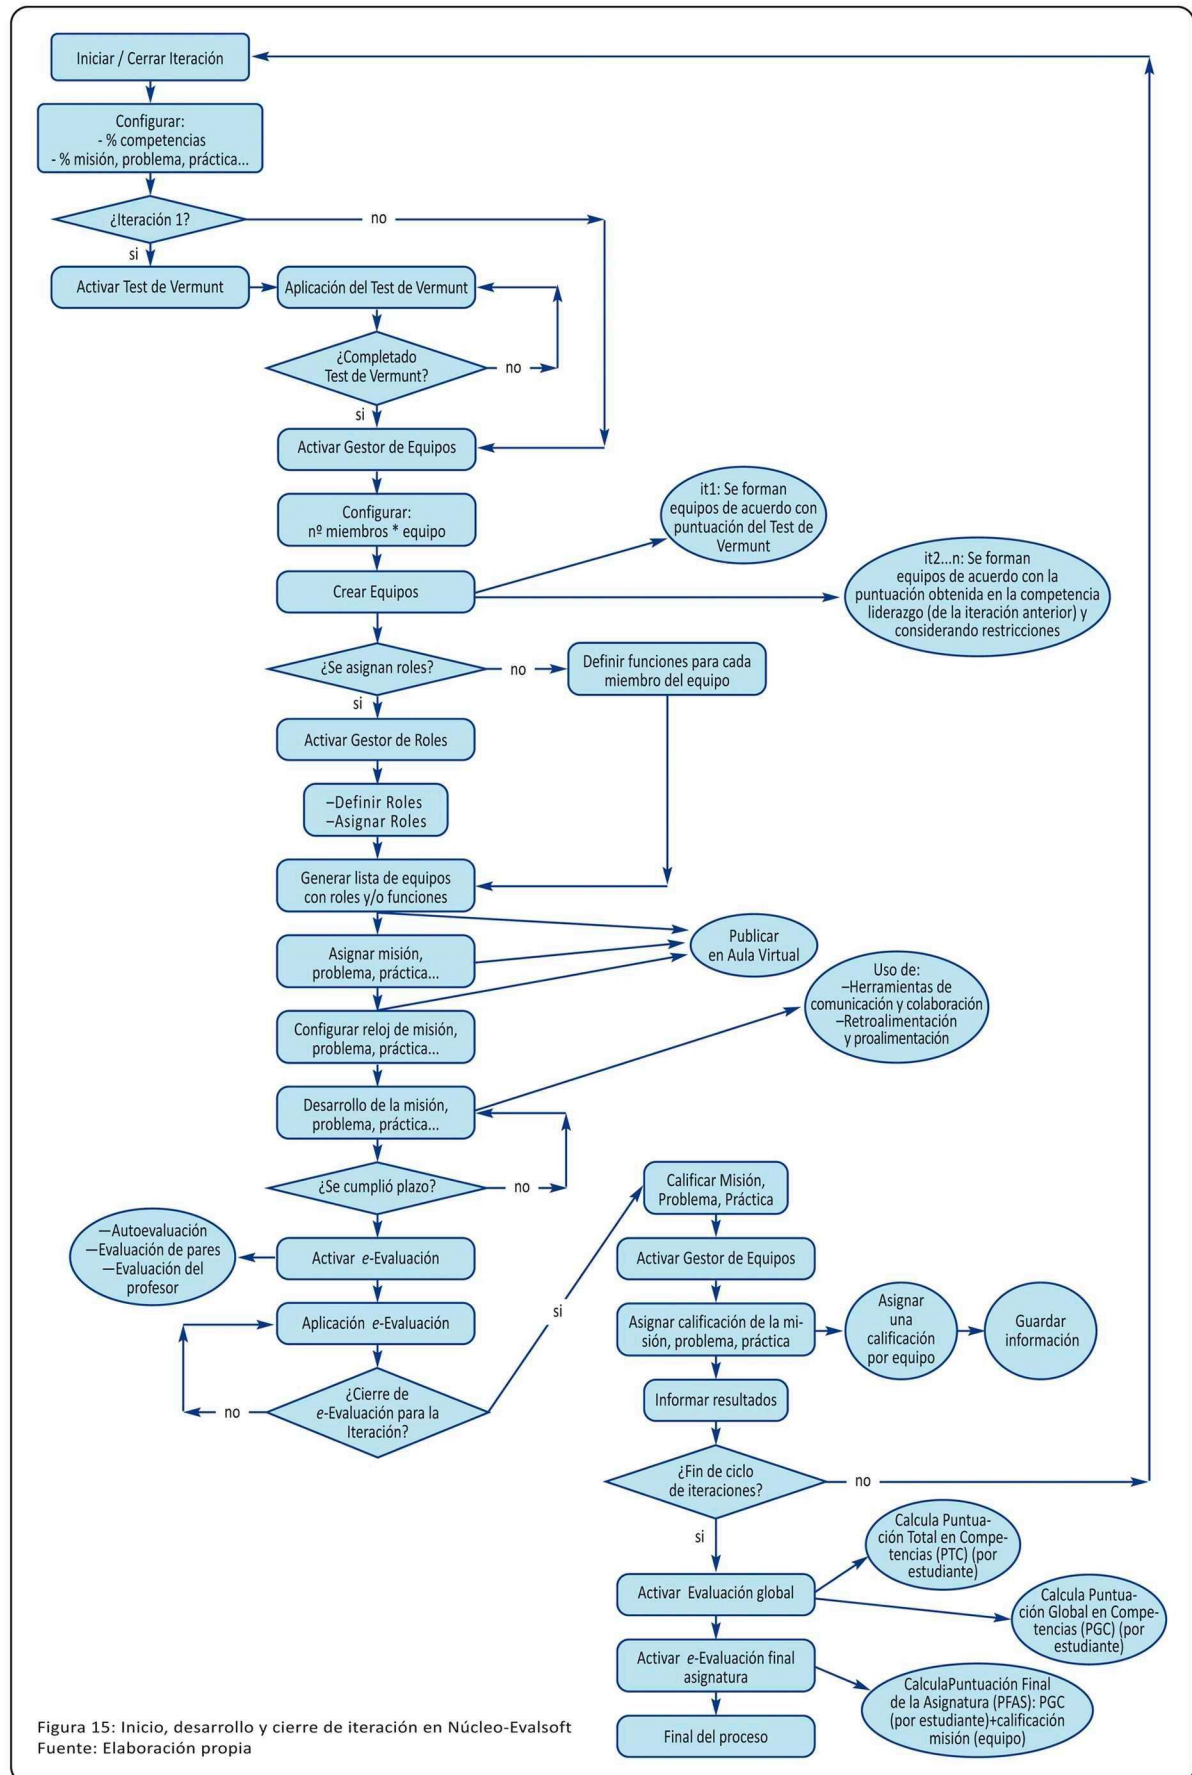 Iniciar / Cerrar Iteración
Configurar:
- % competencias
- % misión, problema, práctica...
¿Iteración 1?
no
si
Activar Test de Vermunt
Aplicación del Test de Vermunt
¿Completado
Test de Vermunt?
no
si
Activar Gestor de Equipos
Configurar:
nº miembros * equipo
it1: Se forman
equipos de acuerdo con
puntuación del Test de
Vermunt
Crear Equipos
it2...n: Se forman
equipos de acuerdo con la
puntuación obtenida en la competencia
liderazgo (de la iteración anterior) y
considerando restricciones
¿Se asignan roles?
no
Definir funciones para cada
miembro del equipo
si
Activar Gestor de Roles
–Definir Roles
–Asignar Roles
Generar lista de equipos
con roles y/o funciones
Publicar
en Aula Virtual
Asignar misión,
problema, práctica...
Uso de:
–Herramientas de
comunicación y colaboración
–Retroalimentación
y proalimentación
Configurar reloj de misión,
problema, práctica...
Desarrollo de la misión,
problema, práctica...
¿Se cumplió plazo?
no
Calificar Misión,
Problema, Práctica
—Autoevaluación
—Evaluación de pares
—Evaluación del
profesor
Activar e-Evaluación
Activar Gestor de Equipos
Aplicación e-Evaluación
si
Asignar calificación de la mi-
sión, problema, práctica
Asignar
una
calificación
por equipo
Guardar
información
¿Cierre de
e-Evaluación para la
Iteración?
no
Informar resultados
¿Fin de ciclo
de iteraciones?
no
si
Calcula Puntua-
ción Total en Compe-
tencias (PTC) (por
estudiante)
Activar Evaluación global
Calcula Puntua-
ción Global en Compe-
tencias (PGC) (por
estudiante)
Activar e-Evaluación final
asignatura
CalculaPuntuación Final
de la Asignatura (PFAS): PGC
(por estudiante)+calificación
misión (equipo)
Final del proceso
Figura 15: Inicio, desarrollo y cierre de iteración en Núcleo-Evalsoft
Fuente: Elaboración propia